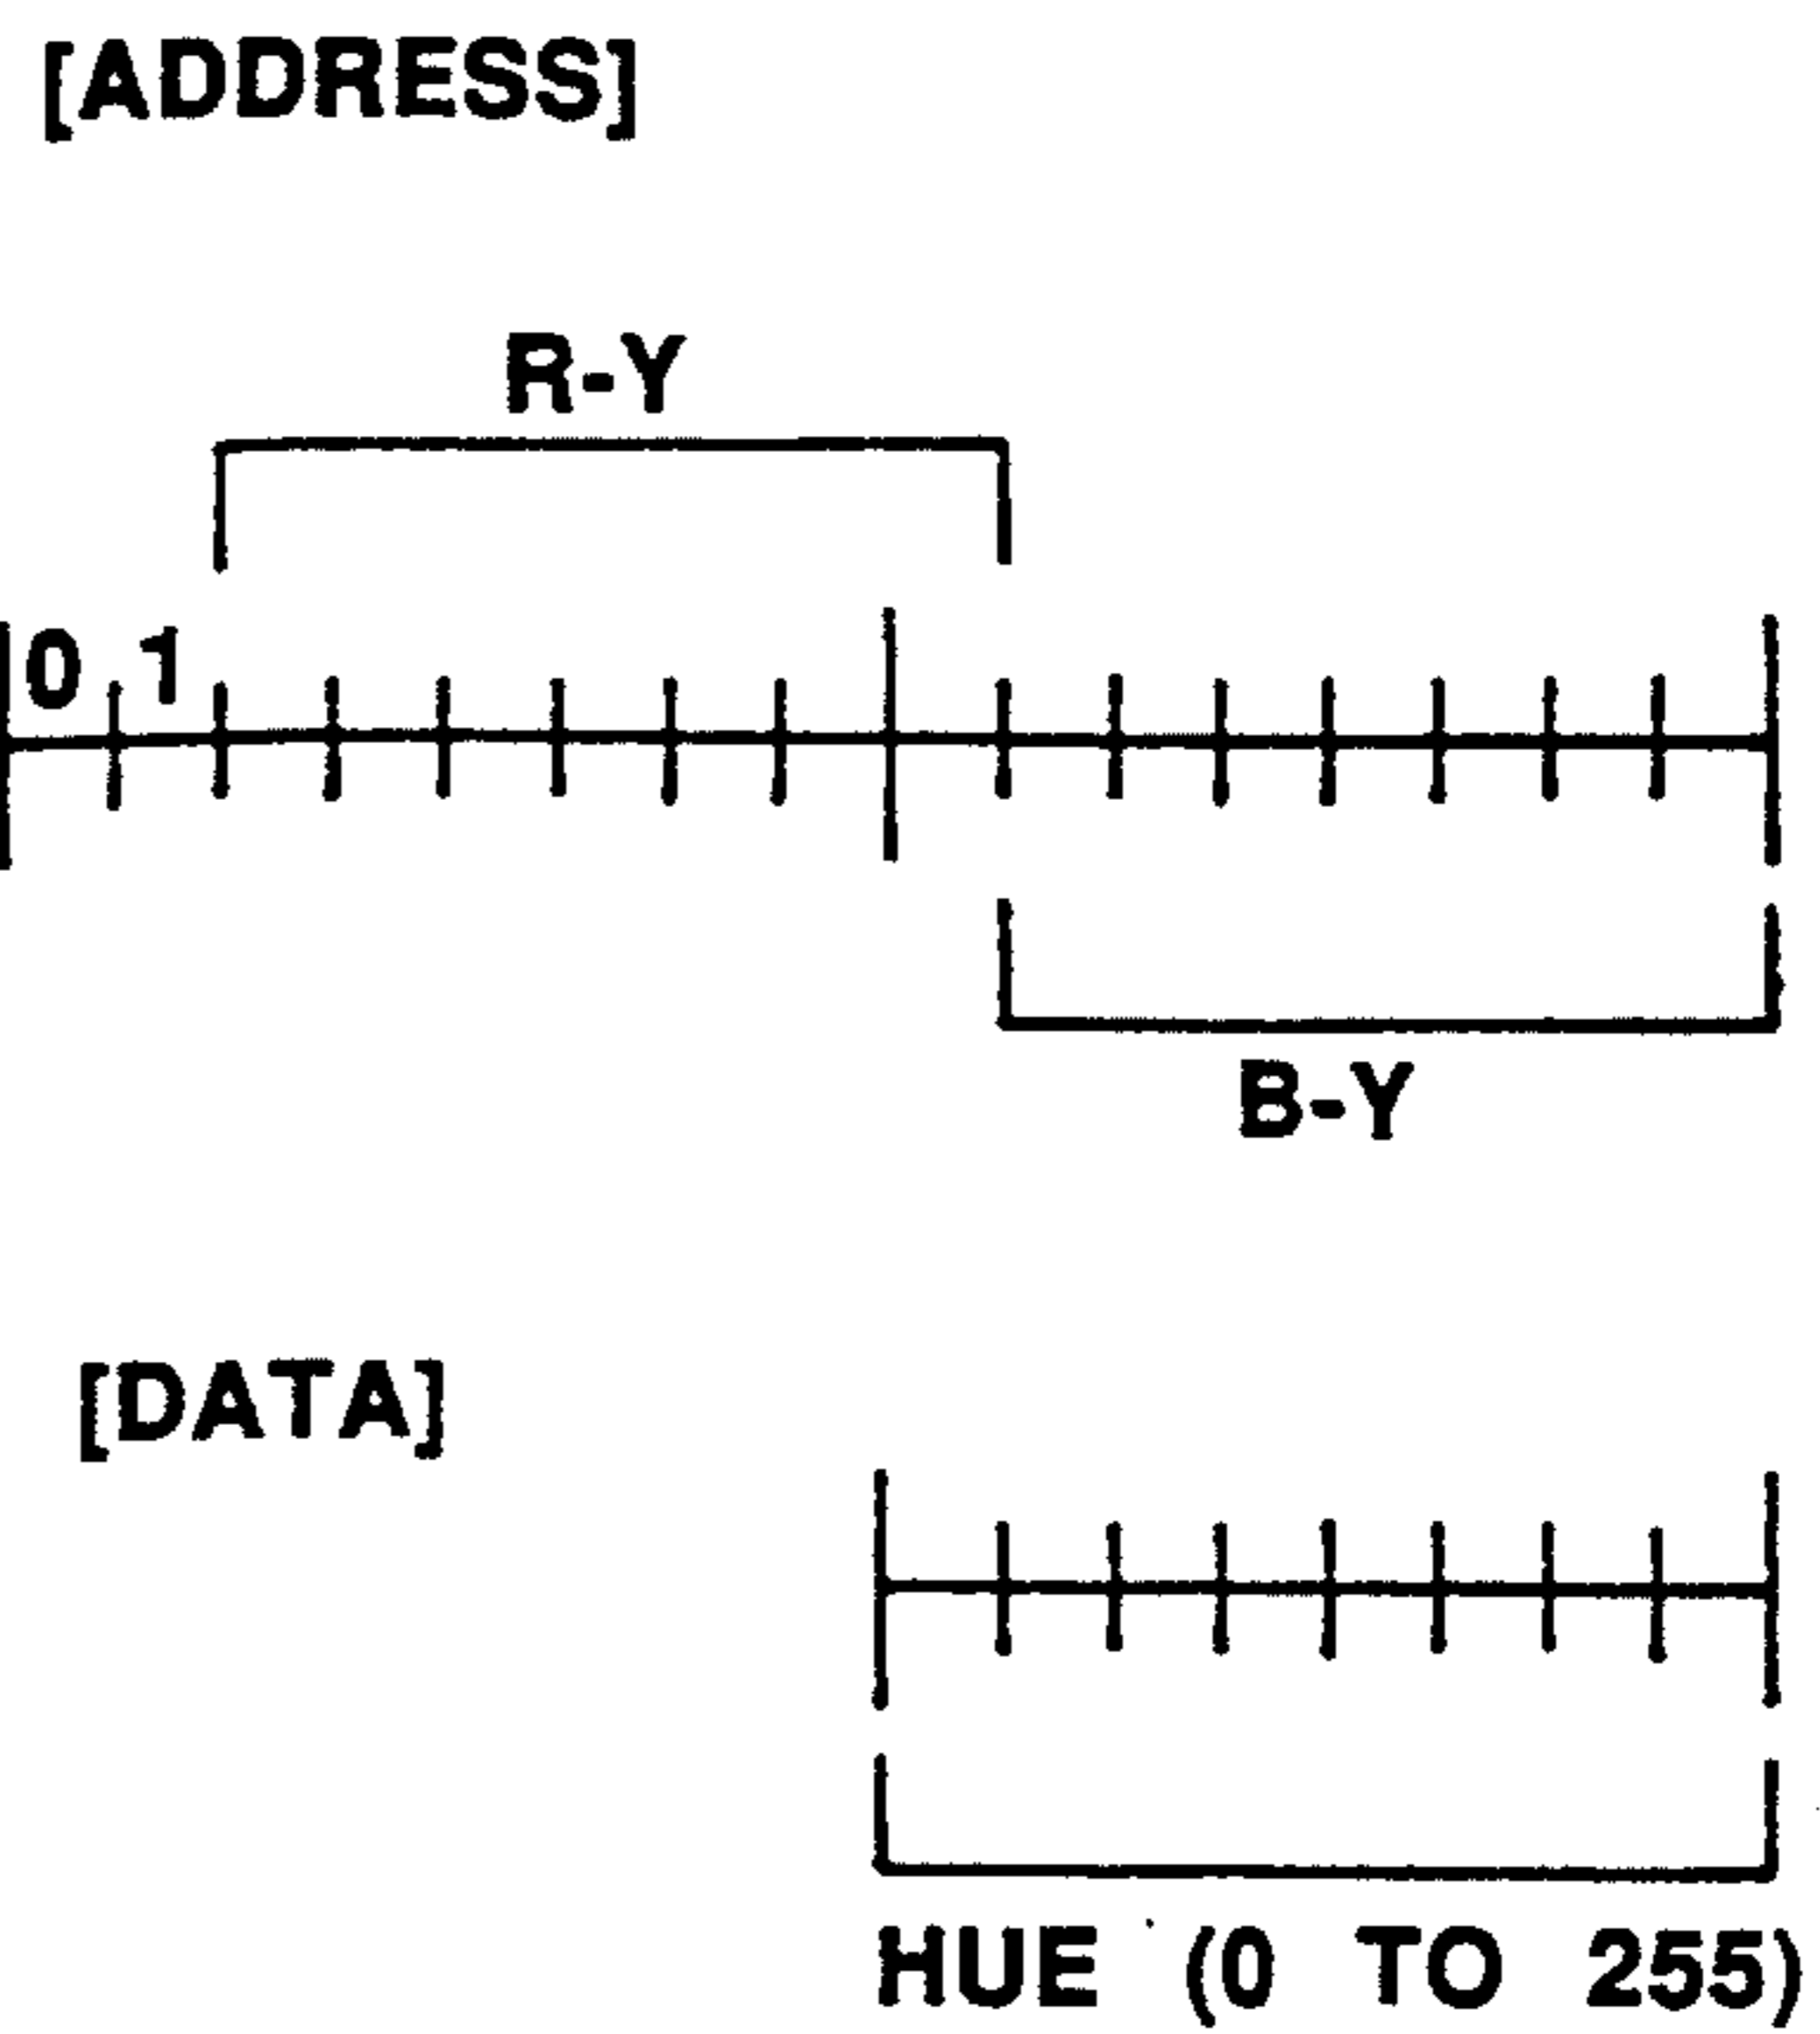 [ADDRESS]
R-Y
0 1
B-Y
[DATA]
HUE (0 TO 255)